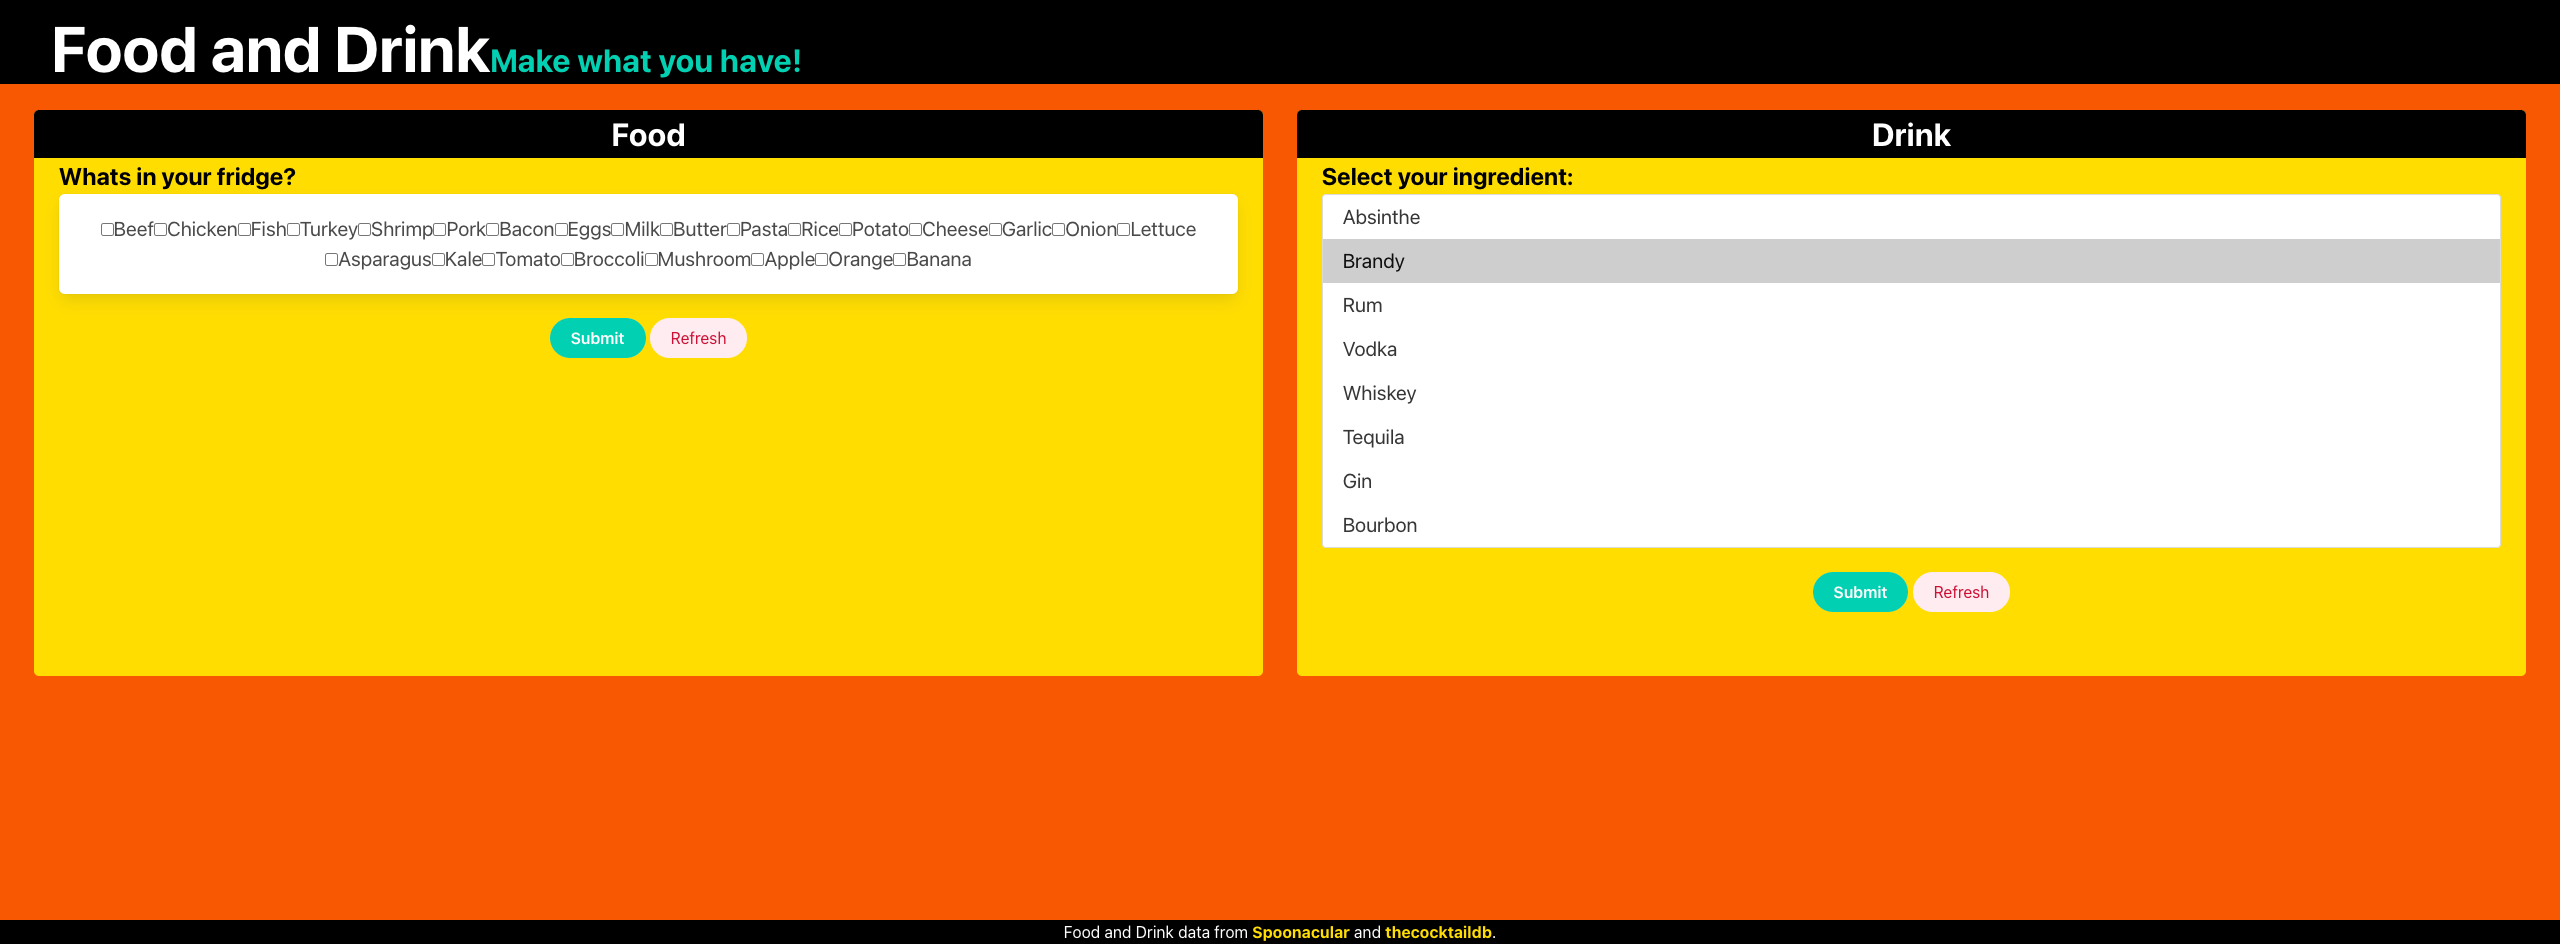 Food and Drink Make what you have!
Food
Whats in your fridge?
Beef Chicken Fish Turkey Shrimp Pork Bacon Eggs Milk Butter Pasta Rice Potato Cheese Garlic Onion Lettuce
Asparagus Kale Tomato Broccoli Mushroom Apple Orange Banana
Submit Refresh
Drink
Select your ingredient:
Absinthe
Brandy
Rum
Vodka
Whiskey
Tequila
Gin
Bourbon
Submit Refresh
Food and Drink data from Spoonacular and thecocktaildb.